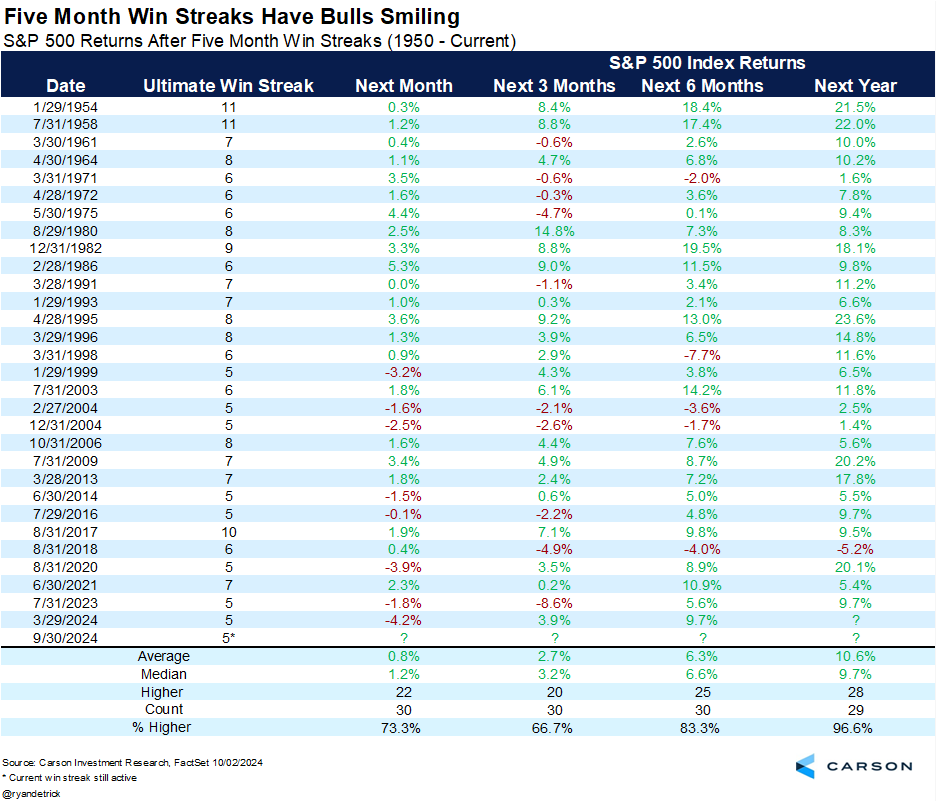 Five Month Win Streaks Have Bulls Smiling
S&P 500 Returns After Five Month Win Streaks (1950 - Current)
S&P 500 Index Returns
Date Ultimate Win Streak Next Month Next 3 Months Next 6 Months Next Year
1/29/1954 11 0.3% 8.4% 18.4% 21.5%
7/31/1958 11 1.2% 8.8% 17.4% 22.0%
3/30/1961 7 0.4% -0.6% 2.6% 10.0%
4/30/1964 8 1.1% 4.7% 6.8% 10.2%
3/31/1971 6 3.5% -0.6% -2.0% 1.6%
4/28/1972 6 1.6% -0.3% 3.6% 7.8%
5/30/1975 6 4.4% -4.7% 0.1% 9.4%
8/29/1980 8 2.5% 14.8% 7.3% 8.3%
12/31/1982 9 3.3% 8.8% 19.5% 18.1%
2/28/1986 6 5.3% 9.0% 11.5% 9.8%
3/28/1991 7 0.0% -1.1% 3.4% 11.2%
1/29/1993 7 1.0% 0.3% 2.1% 6.6%
4/28/1995 8 3.6% 9.2% 13.0% 23.6%
3/29/1996 8 1.3% 3.9% 6.5% 14.8%
3/31/1998 6 0.9% 2.9% -7.7% 11.6%
1/29/1999 5 -3.2% 4.3% 3.8% 6.5%
7/31/2003 6 1.8% 6.1% 14.2% 11.8%
2/27/2004 5 -1.6% -2.1% -3.6% 2.5%
12/31/2004 5 -2.5% -2.6% -1.7% 1.4%
10/31/2006 8 1.6% 4.4% 7.6% 5.6%
7/31/2009 7 3.4% 4.9% 8.7% 20.2%
3/28/2013 7 1.8% 2.4% 7.2% 17.8%
6/30/2014 5 -1.5% 0.6% 5.0% 5.5%
7/29/2016 5 -0.1% -2.2% 4.8% 9.7%
8/31/2017 10 1.9% 7.1% 9.8% 9.5%
8/31/2018 6 0.4% -4.9% -4.0% -5.2%
8/31/2020 5 -3.9% 3.5% 8.9% 20.1%
6/30/2021 7 2.3% 0.2% 10.9% 5.4%
7/31/2023 5 -1.8% -8.6% 5.6% 9.7%
3/29/2024 5 -4.2% 3.9% 9.7% ?
9/30/2024 5* ? ? ? ?
Average 0.8% 2.7% 6.3% 10.6%
Median 1.2% 3.2% 6.6% 9.7%
Higher 22 20 25 28
Count 30 30 30 29
% Higher 73.3% 66.7% 83.3% 96.6%
Source: Carson Investment Research, FactSet 10/02/2024
* Current win streak still active
@ryandetrick
CARSON